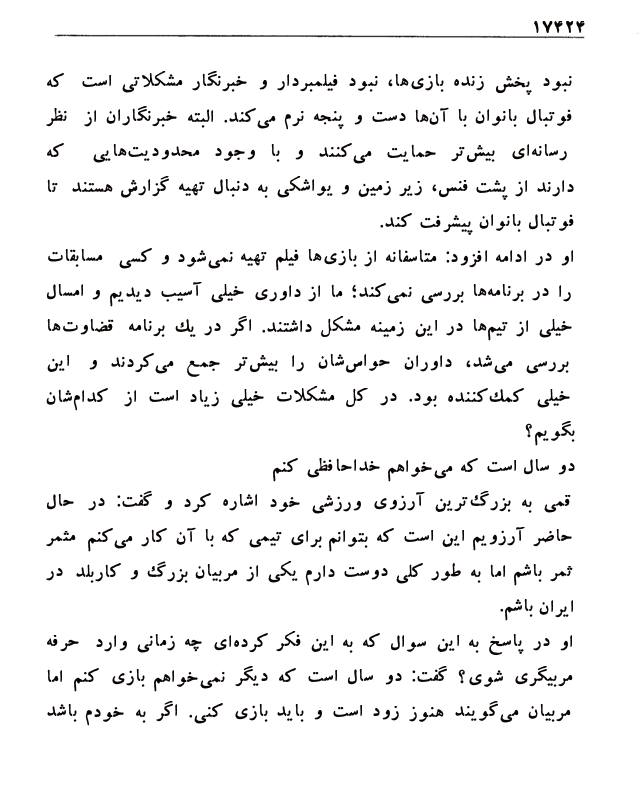 ۱۷۴۲۴
نبود پخش زنده بازی‌ها، نبود فیلمبردار و خبرنگار مشکلاتی است که
فوتبال بانوان با آن‌ها دست و پنجه نرم می‌کند. البته خبرنگاران از نظر
رسانه‌ای بیش‌تر حمایت می‌کنند و با وجود محدودیت‌هایی که
دارند از پشت فنس، زیر زمین و یواشکی به دنبال تهیه گزارش هستند تا
فوتبال بانوان پیشرفت کند.
او در ادامه افزود: متاسفانه از بازی‌ها فیلم تهیه نمی‌شود و کسی مسابقات
را در برنامه‌ها بررسی نمی‌کند؛ ما از داوری خیلی آسیب دیدیم و امسال
خیلی از تیم‌ها در این زمینه مشکل داشتند. اگر در یك برنامه قضاوت‌ها
بررسی می‌شد، داوران حواس‌شان را بیش‌تر جمع می‌کردند و این
خیلی کمك‌کننده بود. در کل مشکلات خیلی زیاد است از کدام‌شان
بگویم؟
دو سال است که می‌خواهم خداحافظی کنم
قمی به بزرگ‌ترین آرزوی ورزشی خود اشاره کرد و گفت: در حال
حاضر آرزویم این است که بتوانم برای تیمی که با آن کار می‌کنم مثمر
ثمر باشم اما به طور کلی دوست دارم یکی از مربیان بزرگ و کاربلد در
ایران باشم.
او در پاسخ به این سوال که به این فکر کرده‌ای چه زمانی وارد حرفه
مربیگری شوی؟ گفت: دو سال است که دیگر نمی‌خواهم بازی کنم اما
مربیان می‌گویند هنوز زود است و باید بازی کنی. اگر به خودم باشد